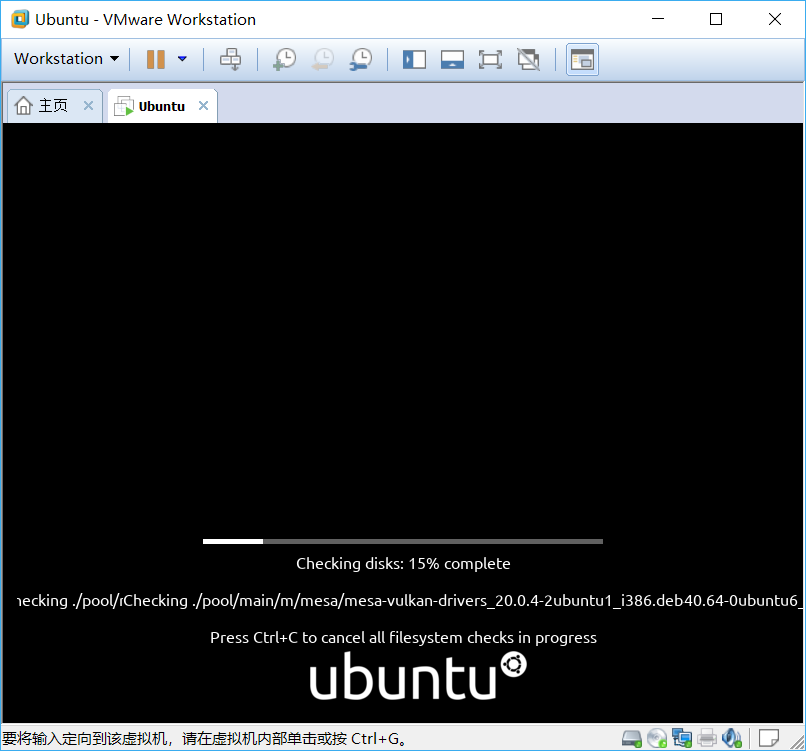 Ubuntu - VMware Workstation
Workstation
主页
Ubuntu
Checking disks: 15% complete
hecking ./pool/rChecking ./pool/main/m/mesa/mesa-vulkan-drivers_20.0.4-2ubuntu1_i386.deb40.64-0ubuntu6_
Press Ctrl+C to cancel all filesystem checks in progress
ubuntu
要将输入定向到该虚拟机，请在虚拟机内部单击或按 Ctrl+G。